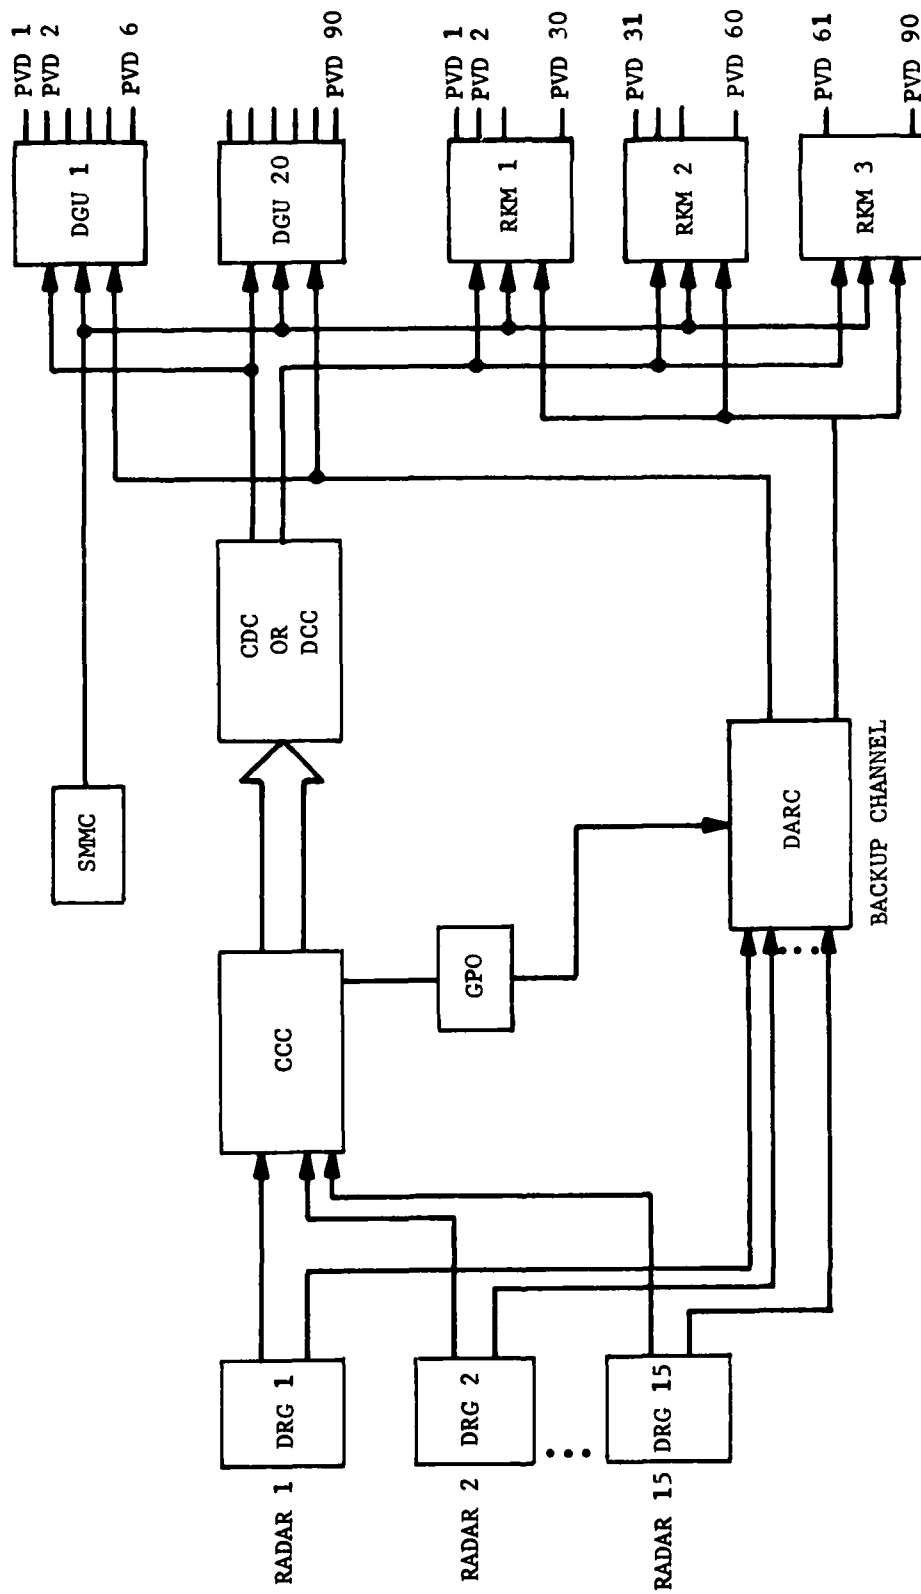 RADAR 1
DRG 1
RADAR 2
DRG 2
RADAR 15
DRG 15
CCC
GPO
SMMC
CDC
OR
DCC
DARC
BACKUP CHANNEL
DGU 1
PVD 1
PVD 2
PVD 6
DGU 20
PVD 90
RKM 1
PVD 1
PVD 2
PVD 30
RKM 2
PVD 31
PVD 60
RKM 3
PVD 61
PVD 90